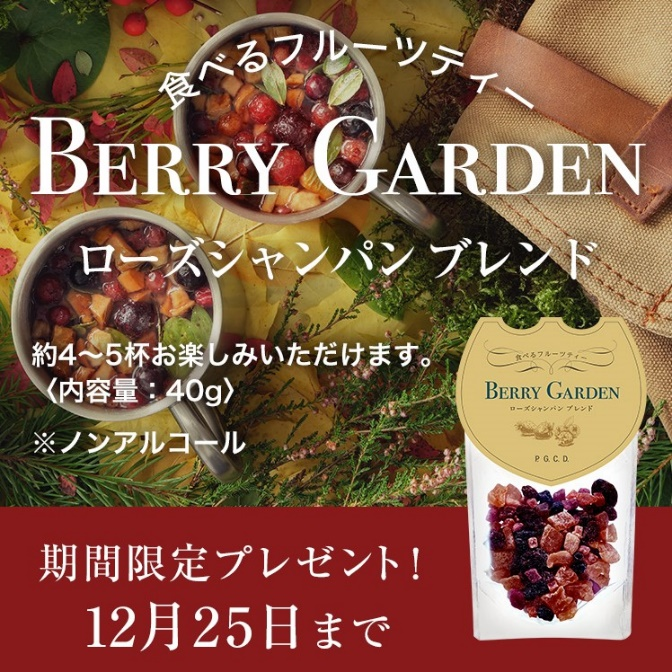 食べるフルーツティー
BERRY GARDEN
ローズシャンパン ブレンド
約4〜5杯お楽しみいただけます。
〈内容量：40g〉
※ノンアルコール
食べるフルーツティー
BERRY GARDEN
ローズシャンパン ブレンド
P. G. C. D.
期間限定プレゼント！
12月25日まで